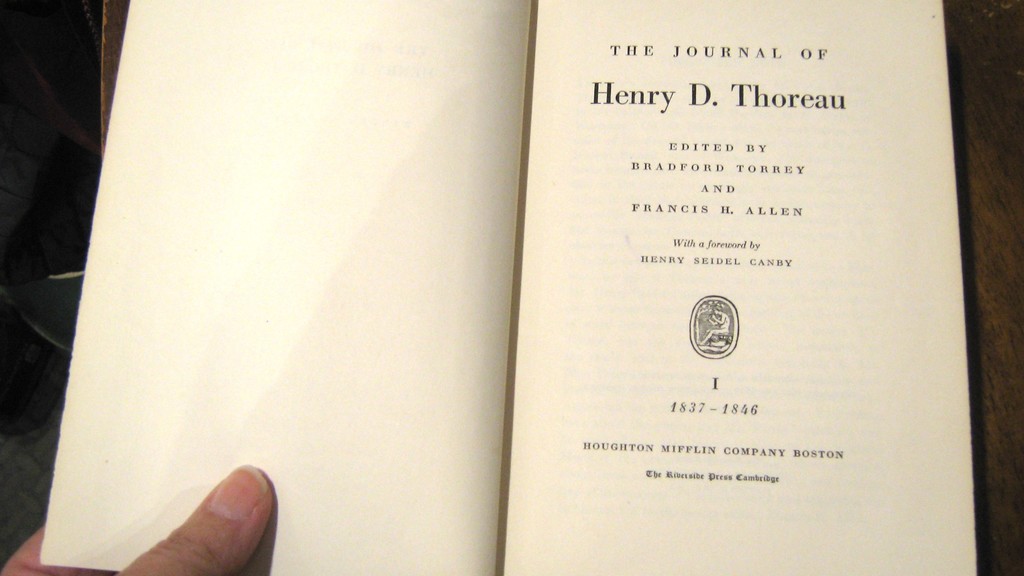 THE JOURNAL OF
Henry D. Thoreau
EDITED BY
BRADFORD TORREY
AND
FRANCIS H. ALLEN
With a foreword by
HENRY SEIDEL CANBY
I
1837-1846
HOUGHTON MIFFLIN COMPANY BOSTON
The Riverside Press Cambridge